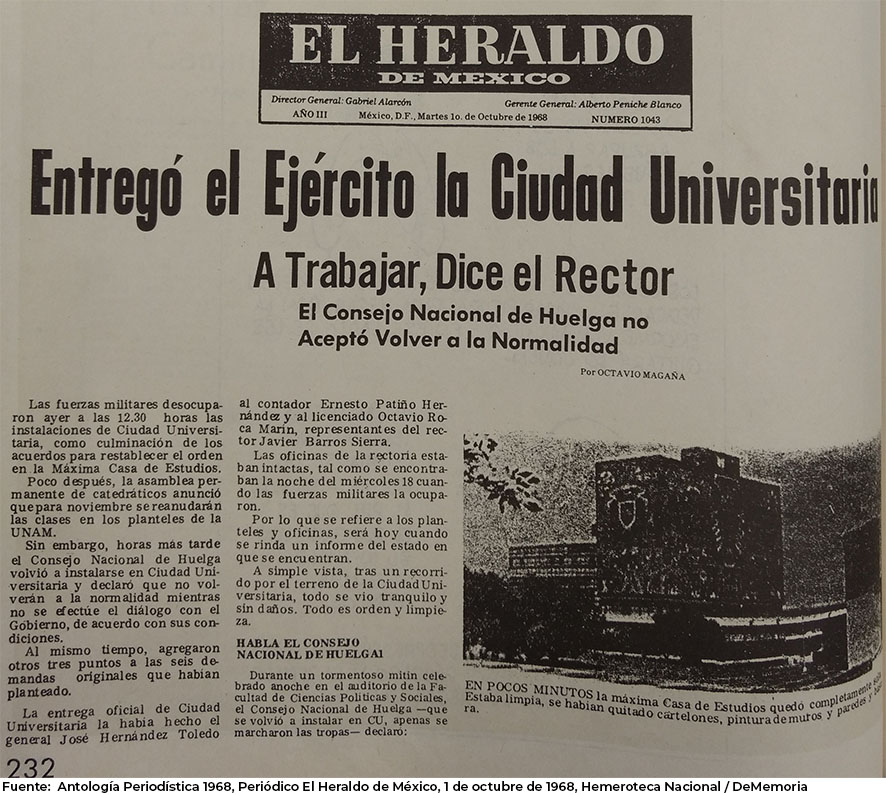 EL HERALDO
DE MEXICO
Director General: Gabriel Alarcón Gerente General: Alberto Peniche Blanco
AÑO III México, D.F., Martes 1o. de Octubre de 1968 NUMERO 1043
Entregó el Ejército la Ciudad Universitaria
A Trabajar, Dice el Rector
El Consejo Nacional de Huelga no
Aceptó Volver a la Normalidad
Por OCTAVIO MAGAÑA
Las fuerzas militares desocupa-
ron ayer a las 12.30 horas las
instalaciones de Ciudad Universi-
taria, como culminación de los
acuerdos para restablecer el orden
en la Máxima Casa de Estudios.
Poco después, la asamblea per-
manente de catedráticos anunció
que para noviembre se reanudarán
las clases en los planteles de la
UNAM.
Sin embargo, horas más tarde
el Consejo Nacional de Huelga
volvió a instalarse en Ciudad Uni-
versitaria y declaró que no vol-
verán a la normalidad mientras
no se efectúe el diálogo con el
Gobierno, de acuerdo con sus con-
diciones.
Al mismo tiempo, agregaron
otros tres puntos a las seis de-
mandas originales que habían
planteado.
La entrega oficial de Ciudad
Universitaria la había hecho el
general José Hernández Toledo
al contador Ernesto Patiño Her-
nández y al licenciado Octavio Ro-
ca Marín, representantes del rec-
tor Javier Barros Sierra.
Las oficinas de la rectoría esta-
ban intactas, tal como se encontra-
ban la noche del miércoles 18 cuan-
do las fuerzas militares la ocupa-
ron.
Por lo que se refiere a los plan-
teles y oficinas, será hoy cuando
se rinda un informe del estado en
que se encuentran.
A simple vista, tras un recorri-
do por el terreno de la Ciudad Uni-
versitaria, todo se vio tranquilo y
sin daños. Todo es orden y limpie-
za.
HABLA EL CONSEJO
NACIONAL DE HUELGA1
Durante un tormentoso mitin cele-
brado anoche en el auditorio de la Fa-
cultad de Ciencias Políticas y Sociales,
el Consejo Nacional de Huelga —que
se volvió a instalar en CU, apenas se
marcharon las tropas— declaró:
EN POCOS MINUTOS la máxima Casa de Estudios quedó completamente
Estaba limpia, se habían quitado cartelones, pintura de muros y paredes y
ra.
232
Fuente: Antología Periodística 1968, Periódico El Heraldo de México, 1 de octubre de 1968, Hemeroteca Nacional / DeMemoria